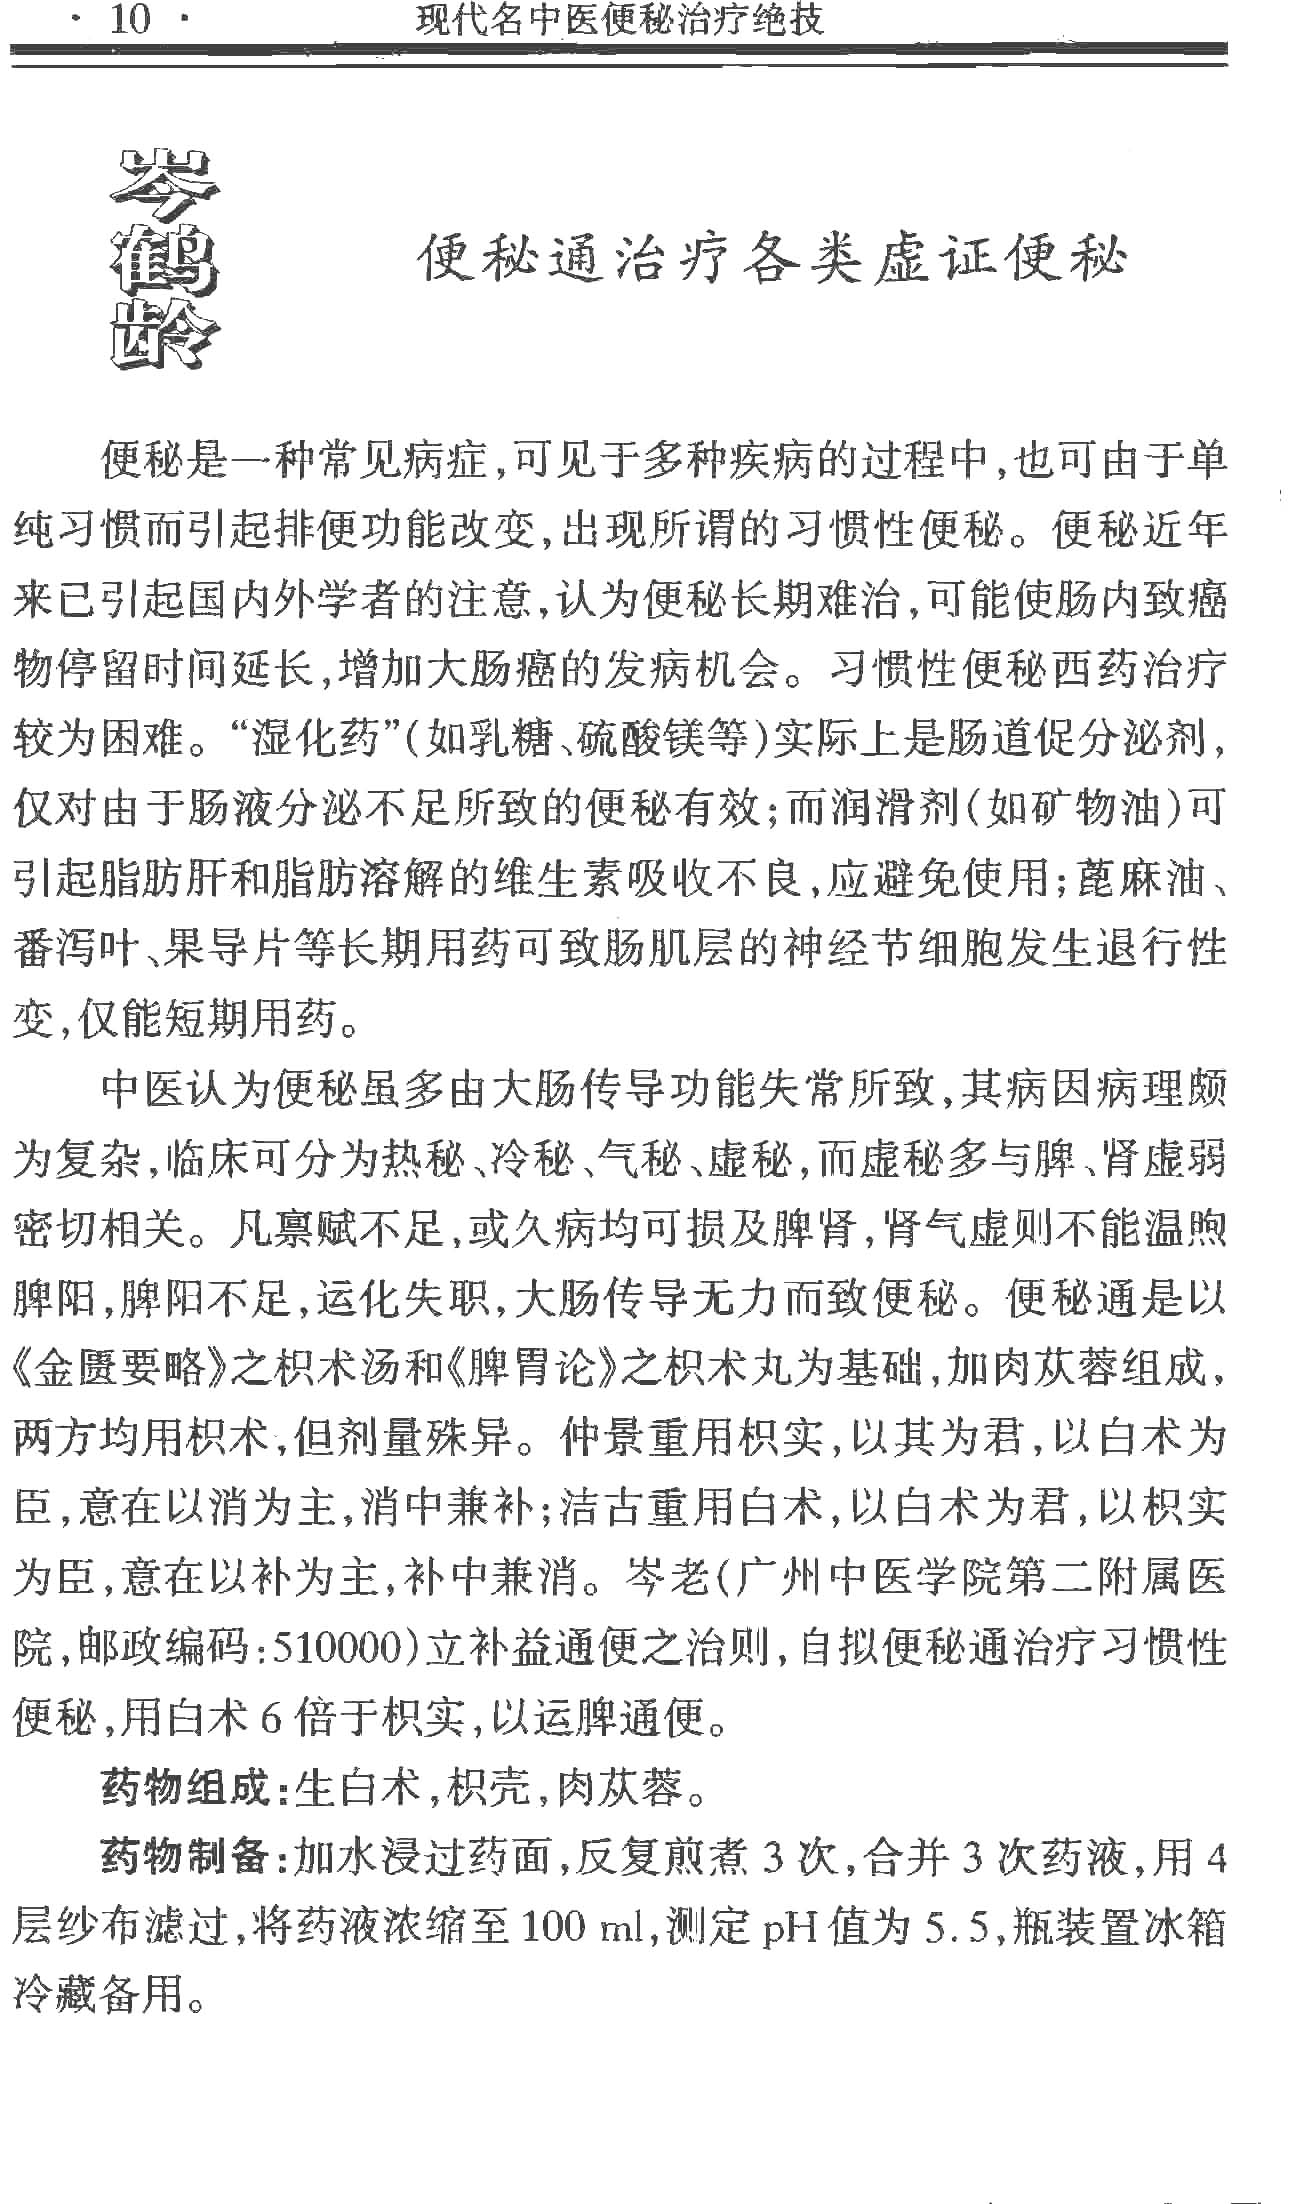 · 10 ·
现代名中医便秘治疗绝技
岑鹤龄
便秘通治疗各类虚证便秘
便秘是一种常见病症,可见于多种疾病的过程中,也可由于单
纯习惯而引起排便功能改变,出现所谓的习惯性便秘。便秘近年
来已引起国内外学者的注意,认为便秘长期难治,可能使肠内致癌
物停留时间延长,增加大肠癌的发病机会。习惯性便秘西药治疗
较为困难。“湿化药”(如乳糖、硫酸镁等)实际上是肠道促分泌剂,
仅对由于肠液分泌不足所致的便秘有效;而润滑剂(如矿物油)可
引起脂肪肝和脂肪溶解的维生素吸收不良,应避免使用;蓖麻油、
番泻叶、果导片等长期用药可致肠肌层的神经节细胞发生退行性
变,仅能短期用药。
中医认为便秘虽多由大肠传导功能失常所致,其病因病理颇
为复杂,临床可分为热秘、冷秘、气秘、虚秘,而虚秘多与脾、肾虚弱
密切相关。凡禀赋不足,或久病均可损及脾肾,肾气虚则不能温煦
脾阳,脾阳不足,运化失职,大肠传导无力而致便秘。便秘通是以
《金匮要略》之枳术汤和《脾胃论》之枳术丸为基础,加肉苁蓉组成,
两方均用枳术,但剂量殊异。仲景重用枳实,以其为君,以白术为
臣,意在以消为主,消中兼补;洁古重用白术,以白术为君,以枳实
为臣,意在以补为主,补中兼消。岑老(广州中医学院第二附属医
院,邮政编码:510000)立补益通便之治则,自拟便秘通治疗习惯性
便秘,用白术 6 倍于枳实,以运脾通便。
药物组成:生白术,枳壳,肉苁蓉。
药物制备:加水浸过药面,反复煎煮 3 次,合并 3 次药液,用 4
层纱布滤过,将药液浓缩至 100 ml,测定 pH 值为 5.5,瓶装置冰箱
冷藏备用。